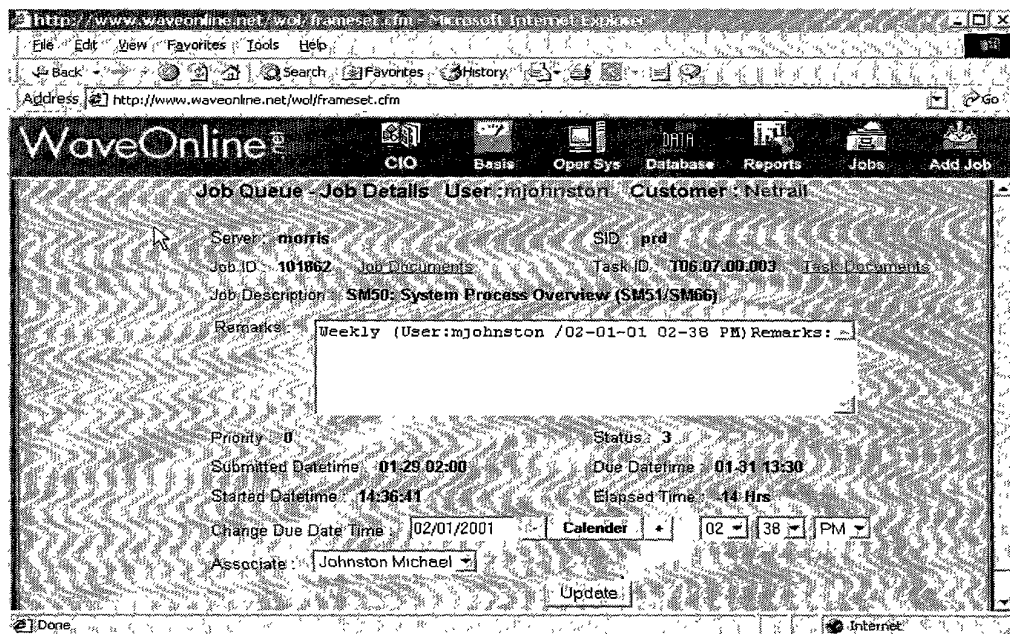 http://www.waveonline.net/wol/frameset.cfm - Microsoft Internet Explorer
File Edit View Favorites Tools Help
Back Search Favorites History
Address http://www.waveonline.net/wol/frameset.cfm Go
WaveOnline.net CIO Basis Oper Sys Database Reports Jobs Add Job
Job Queue - Job Details User :mjohnston Customer : Netrail
Server : morris SID : prd
Job ID : 101862 Job Documents Task ID : T06.07.00.003 Task Documents
Job Description : SM50: System Process Overview (SM51/SM66)
Remarks : Weekly (User:mjohnston /02-01-01 02-38 PM)Remarks:
Priority : 0 Status : 3
Submitted Datetime : 01-29 02:00 Due Datetime : 01-31 13:30
Started Datetime : 14:36:41 Elapsed Time : 14 Hrs
Change Due Date Time : 02/01/2001 - Calender + 02 38 PM
Associate : Johnston Michael
Update
Done Internet